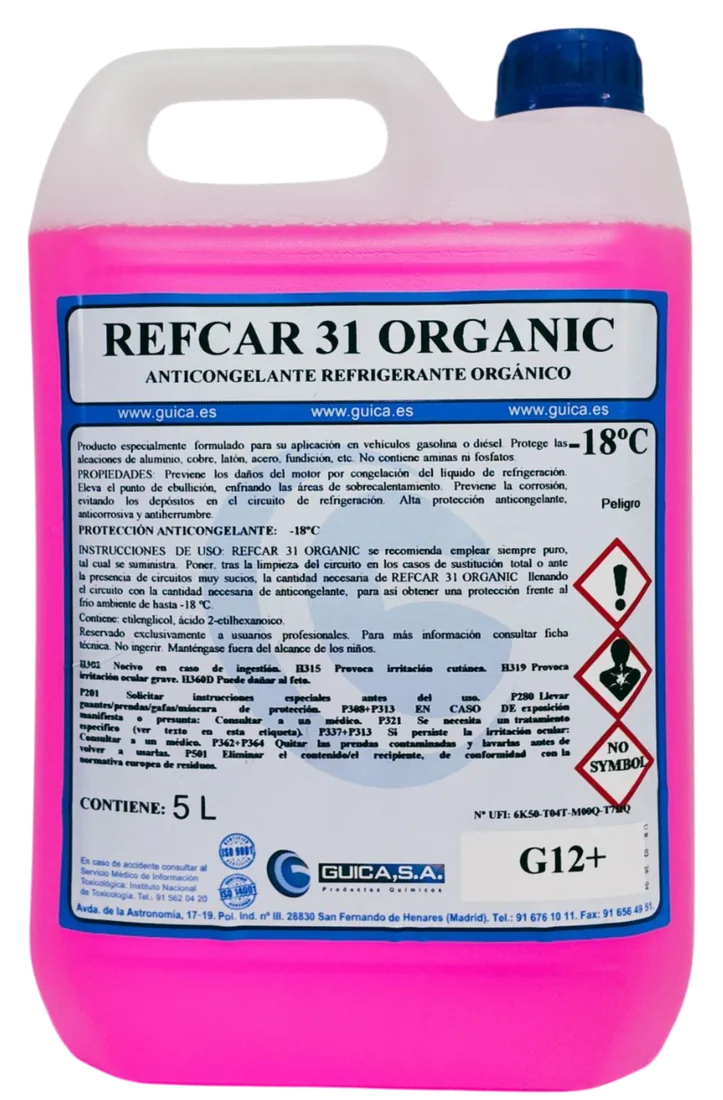 REFCAR 31 ORGANIC
ANTICONGELANTE REFRIGERANTE ORGÁNICO
www.guica.es www.guica.es www.guica.es
Producto especialmente formulado para su aplicación en vehículos gasolina o diésel. Protege las
aleaciones de aluminio, cobre, latón, acero, fundición, etc. No contiene aminas ni fosfatos.
-18ºC
PROPIEDADES: Previene los daños del motor por congelación del líquido de refrigeración.
Eleva el punto de ebullición, enfriando las áreas de sobrecalentamiento. Previene la corrosión,
evitando los depósitos en el circuito de refrigeración. Alta protección anticongelante,
anticorrosiva y antiherrumbre.
Peligro
PROTECCIÓN ANTICONGELANTE: -18ºC
INSTRUCCIONES DE USO: REFCAR 31 ORGANIC se recomienda emplear siempre puro,
tal cual se suministra. Poner, tras la limpieza del circuito en los casos de sustitución total o ante
la presencia de circuitos muy sucios, la cantidad necesaria de REFCAR 31 ORGANIC llenando
el circuito con la cantidad necesaria de anticongelante, para así obtener una protección frente al
frío ambiente de hasta -18 ºC.
Contiene: etilenglicol, ácido 2-etilhexanoico.
Reservado exclusivamente a usuarios profesionales. Para más información consultar ficha
técnica. No ingerir. Manténgase fuera del alcance de los niños.
H302 Nocivo en caso de ingestión. H315 Provoca irritación cutánea. H319 Provoca
irritación ocular grave. H360D Puede dañar al feto.
P201 Solicitar instrucciones especiales antes del uso. P280 Llevar
guantes/prendas/gafas/máscara de protección. P308+P313 EN CASO DE exposición
manifiesta o presunta: Consultar a un médico. P321 Se necesita un tratamiento
específico (ver texto en esta etiqueta). P337+P313 Si persiste la irritación ocular:
Consultar a un médico. P362+P364 Quitar las prendas contaminadas y lavarlas antes de
volver a usarlas. P501 Eliminar el contenido/el recipiente, de conformidad con la
normativa europea de residuos.
NO
SYMBOL
CONTIENE: 5 L
Nº UFI: 6K50-T04T-M00Q
En caso de accidente consultar al
Servicio Médico de Información
Toxicológica: Instituto Nacional
de Toxicología. Tel.: 91 562 04 20
ISO 9001
ISO 14001
GUICA, S.A.
Productos Químicos
G12+
Avda. de la Astronomía, 17-19. Pol. Ind. nº III. 28830 San Fernando de Henares (Madrid). Tel.: 91 676 10 11. Fax: 91 656 49 51.